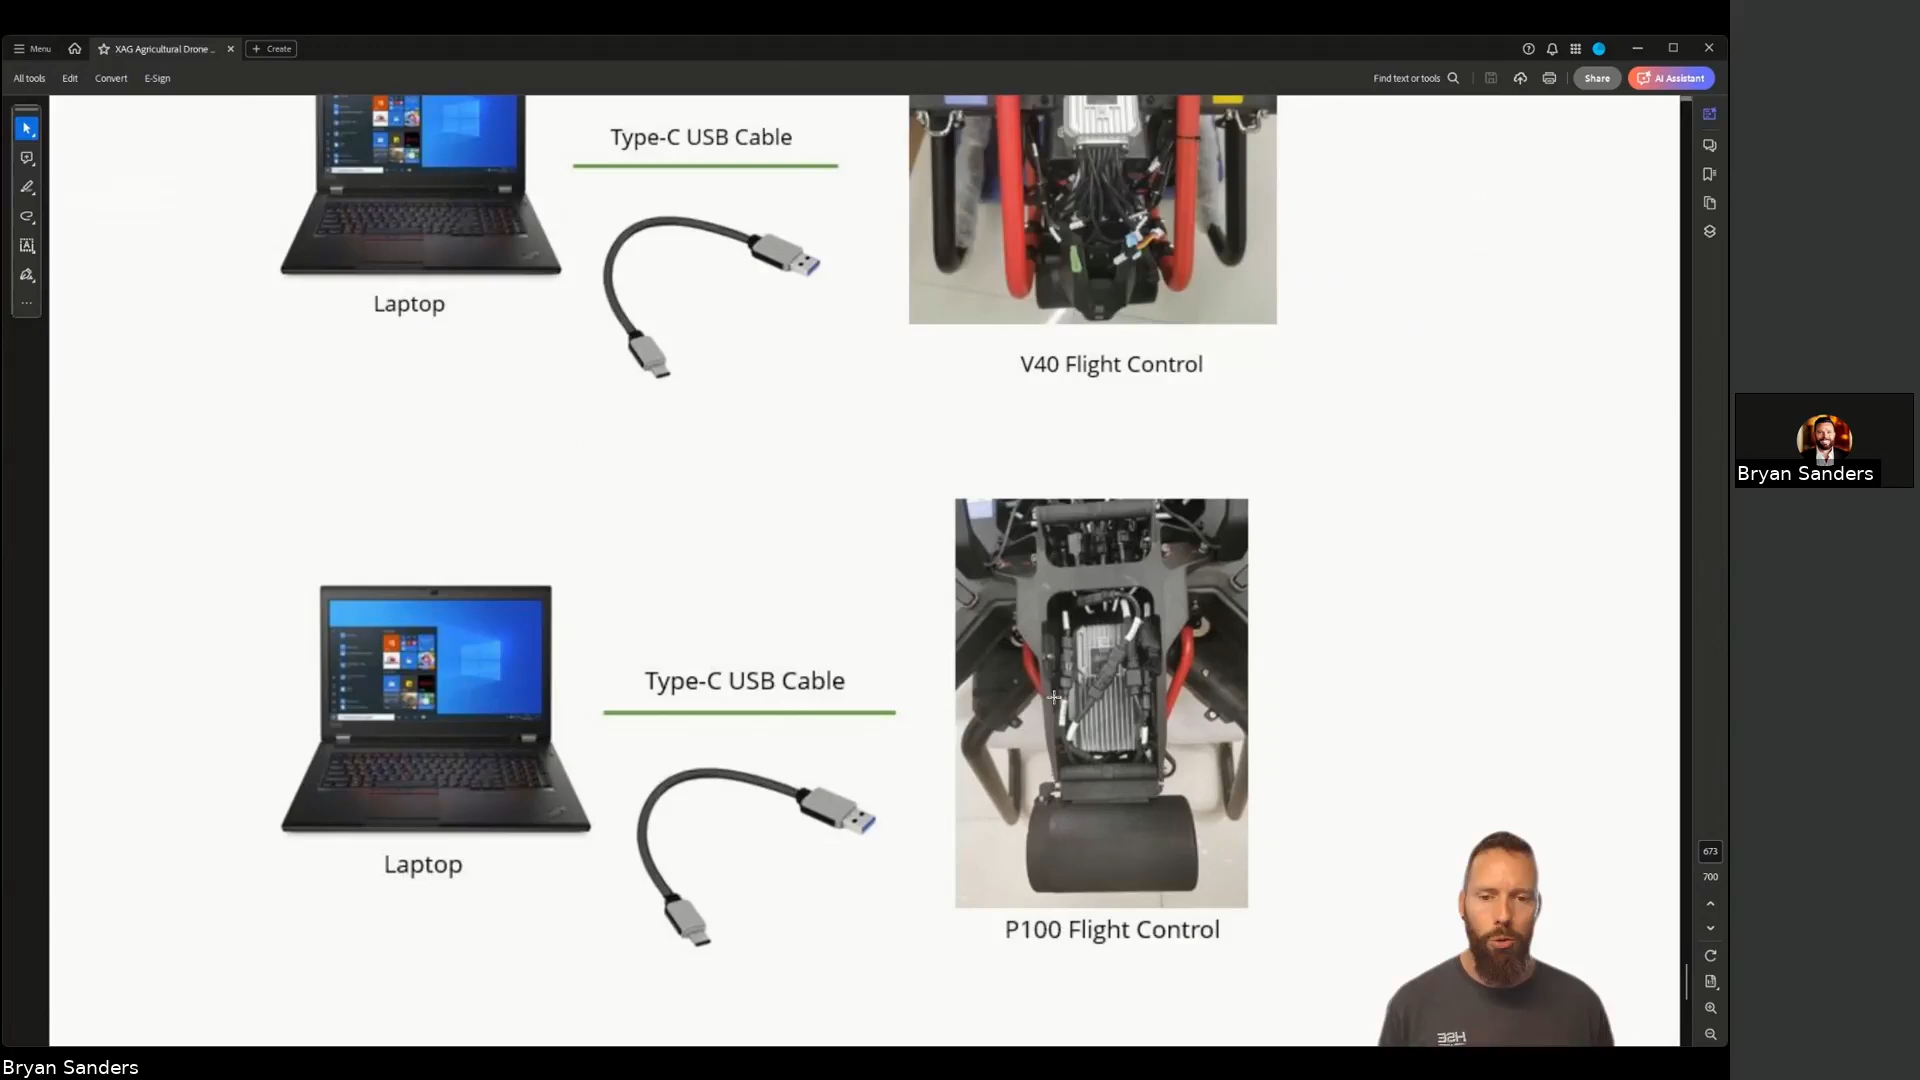 Menu
XAG Agricultural Drone ...
Create
All tools
Edit
Convert
E-Sign
Find text or tools
Share
AI Assistant
Type-C USB Cable
Laptop
V40 Flight Control
Type-C USB Cable
Laptop
P100 Flight Control
673
700
HSE
Bryan Sanders
Bryan Sanders